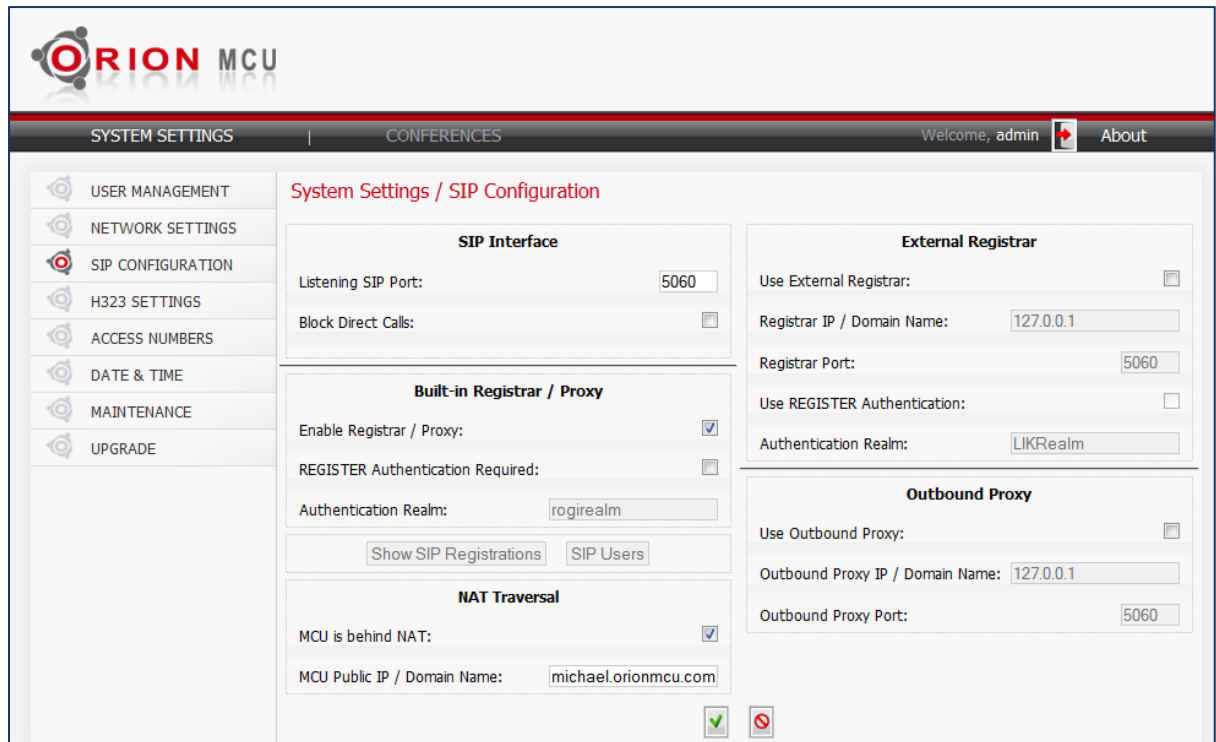 ORION MCU
SYSTEM SETTINGS | CONFERENCES Welcome, admin About
USER MANAGEMENT
NETWORK SETTINGS
SIP CONFIGURATION
H323 SETTINGS
ACCESS NUMBERS
DATE & TIME
MAINTENANCE
UPGRADE
System Settings / SIP Configuration
SIP Interface
Listening SIP Port: 5060
Block Direct Calls:
Built-in Registrar / Proxy
Enable Registrar / Proxy:
REGISTER Authentication Required:
Authentication Realm: rogirealm
Show SIP Registrations SIP Users
NAT Traversal
MCU is behind NAT:
MCU Public IP / Domain Name: michael.orionmcu.com
External Registrar
Use External Registrar:
Registrar IP / Domain Name: 127.0.0.1
Registrar Port: 5060
Use REGISTER Authentication:
Authentication Realm: LIKRealm
Outbound Proxy
Use Outbound Proxy:
Outbound Proxy IP / Domain Name: 127.0.0.1
Outbound Proxy Port: 5060